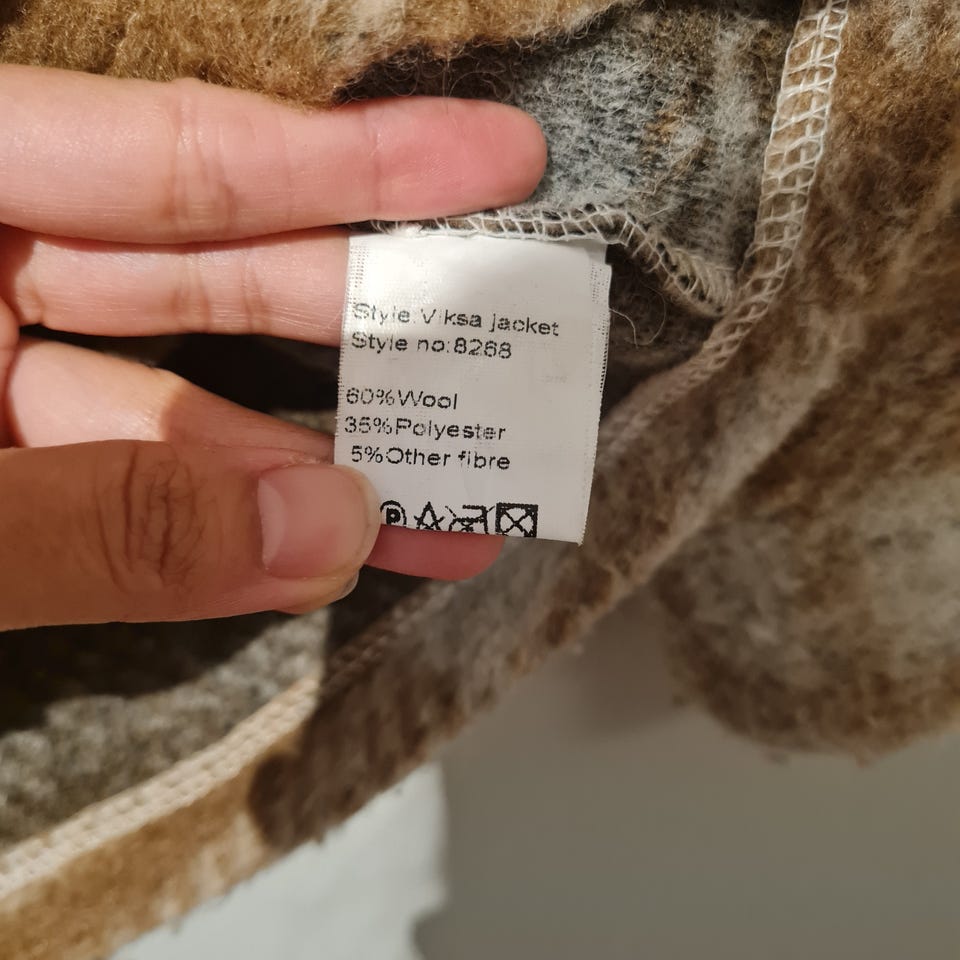 Style:Viksa jacket
Style no:8268
60%Wool
35%Polyester
5%Other fibre
P